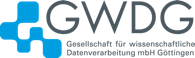 GWDG
Gesellschaft für wissenschaftliche
Datenverarbeitung mbH Göttingen